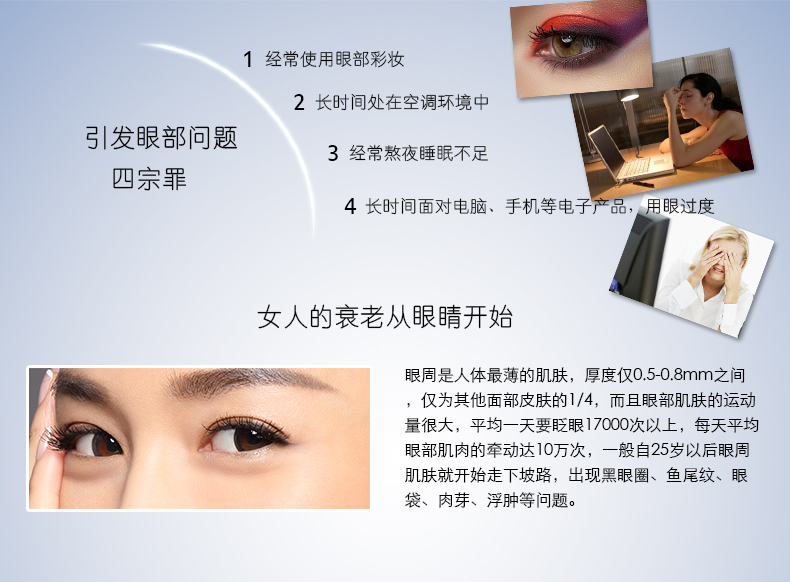 引发眼部问题
四宗罪
1 经常使用眼部彩妆
2 长时间处在空调环境中
3 经常熬夜睡眠不足
4 长时间面对电脑、手机等电子产品，用眼过度
女人的衰老从眼睛开始
眼周是人体最薄的肌肤，厚度仅0.5-0.8mm之间
，仅为其他面部皮肤的1/4，而且眼部肌肤的运动
量很大，平均一天要眨眼17000次以上，每天平均
眼部肌肉的牵动达10万次，一般自25岁以后眼周
肌肤就开始走下坡路，出现黑眼圈、鱼尾纹、眼
袋、肉芽、浮肿等问题。